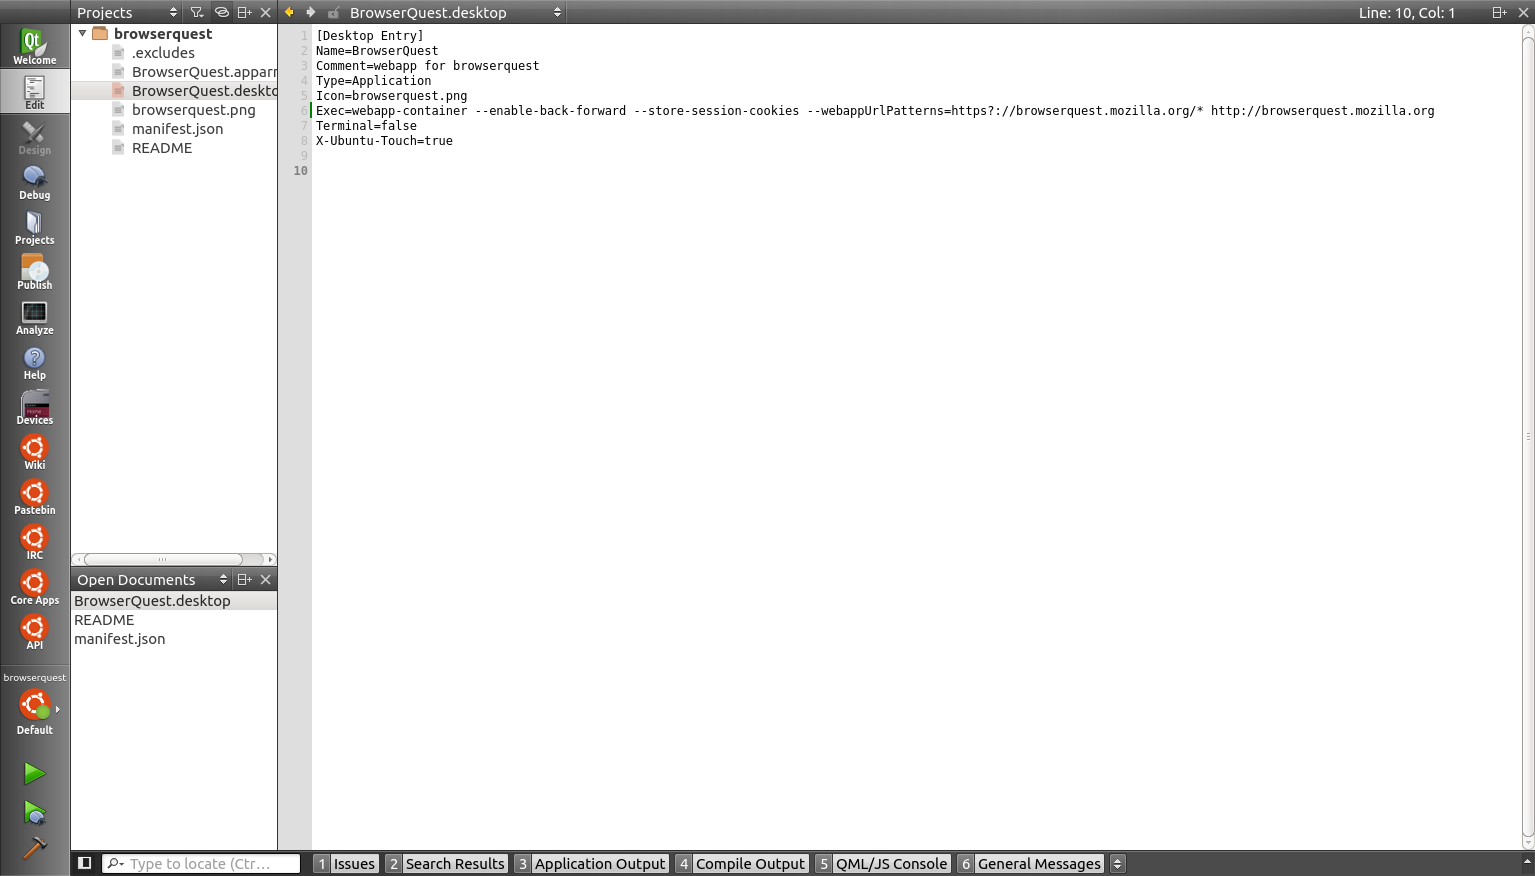 Projects
BrowserQuest.desktop
Line: 10, Col: 1
Qt
Welcome
Edit
Design
Debug
Projects
Publish
Analyze
Help
Devices
Wiki
Pastebin
IRC
Core Apps
API
browserquest
Default
browserquest
.excludes
BrowserQuest.apparr
BrowserQuest.deskto
browserquest.png
manifest.json
README
Open Documents
BrowserQuest.desktop
README
manifest.json
1 [Desktop Entry]
2 Name=BrowserQuest
3 Comment=webapp for browserquest
4 Type=Application
5 Icon=browserquest.png
6 Exec=webapp-container --enable-back-forward --store-session-cookies --webappUrlPatterns=https?://browserquest.mozilla.org/* http://browserquest.mozilla.org
7 Terminal=false
8 X-Ubuntu-Touch=true
9
10
Type to locate (Ctr...
1 Issues
2 Search Results
3 Application Output
4 Compile Output
5 QML/JS Console
6 General Messages